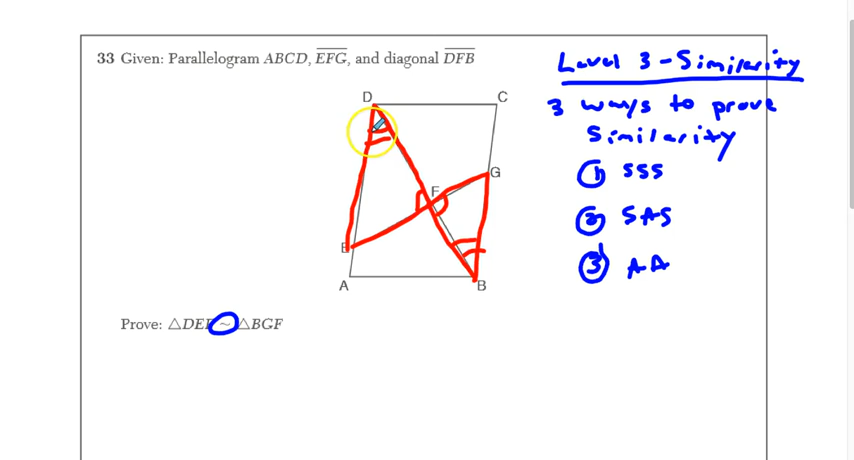 33 Given: Parallelogram ABCD, EFG, and diagonal DFB
Level 3 - Similarity
3 ways to prove
Similarity
① SSS
② SAS
③ AA
D
C
G
F
E
A
B
Prove: △DEF ~ △BGF